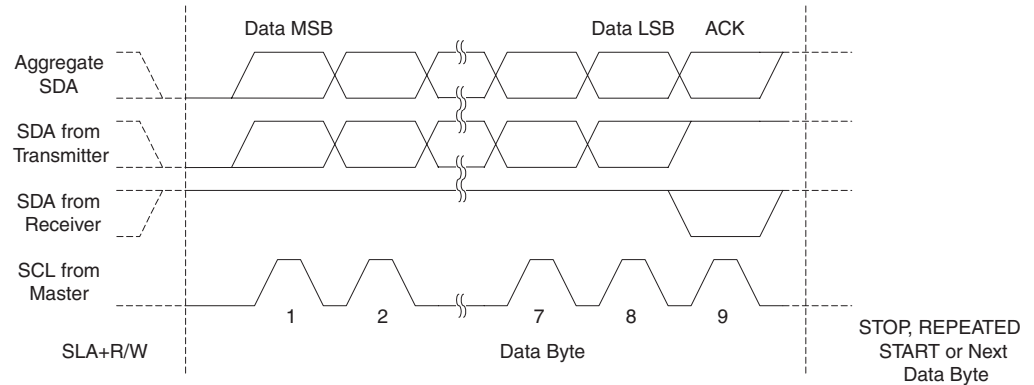 Data MSB
Data LSB
ACK
Aggregate
SDA
SDA from
Transmitter
SDA from
Receiver
SCL from
Master
1
2
7
8
9
SLA+R/W
Data Byte
STOP, REPEATED
START or Next
Data Byte